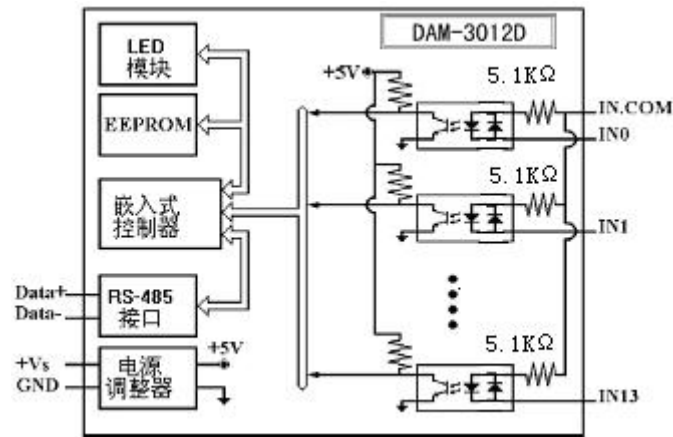 DAM-3012D
LED
模块
EEPROM
嵌入式
控制器
RS-485
接口
电源
调整器
Data+
Data-
+Vs
GND
+5V
+5V
5.1KΩ
IN.COM
IN0
5.1KΩ
IN1
5.1KΩ
IN13